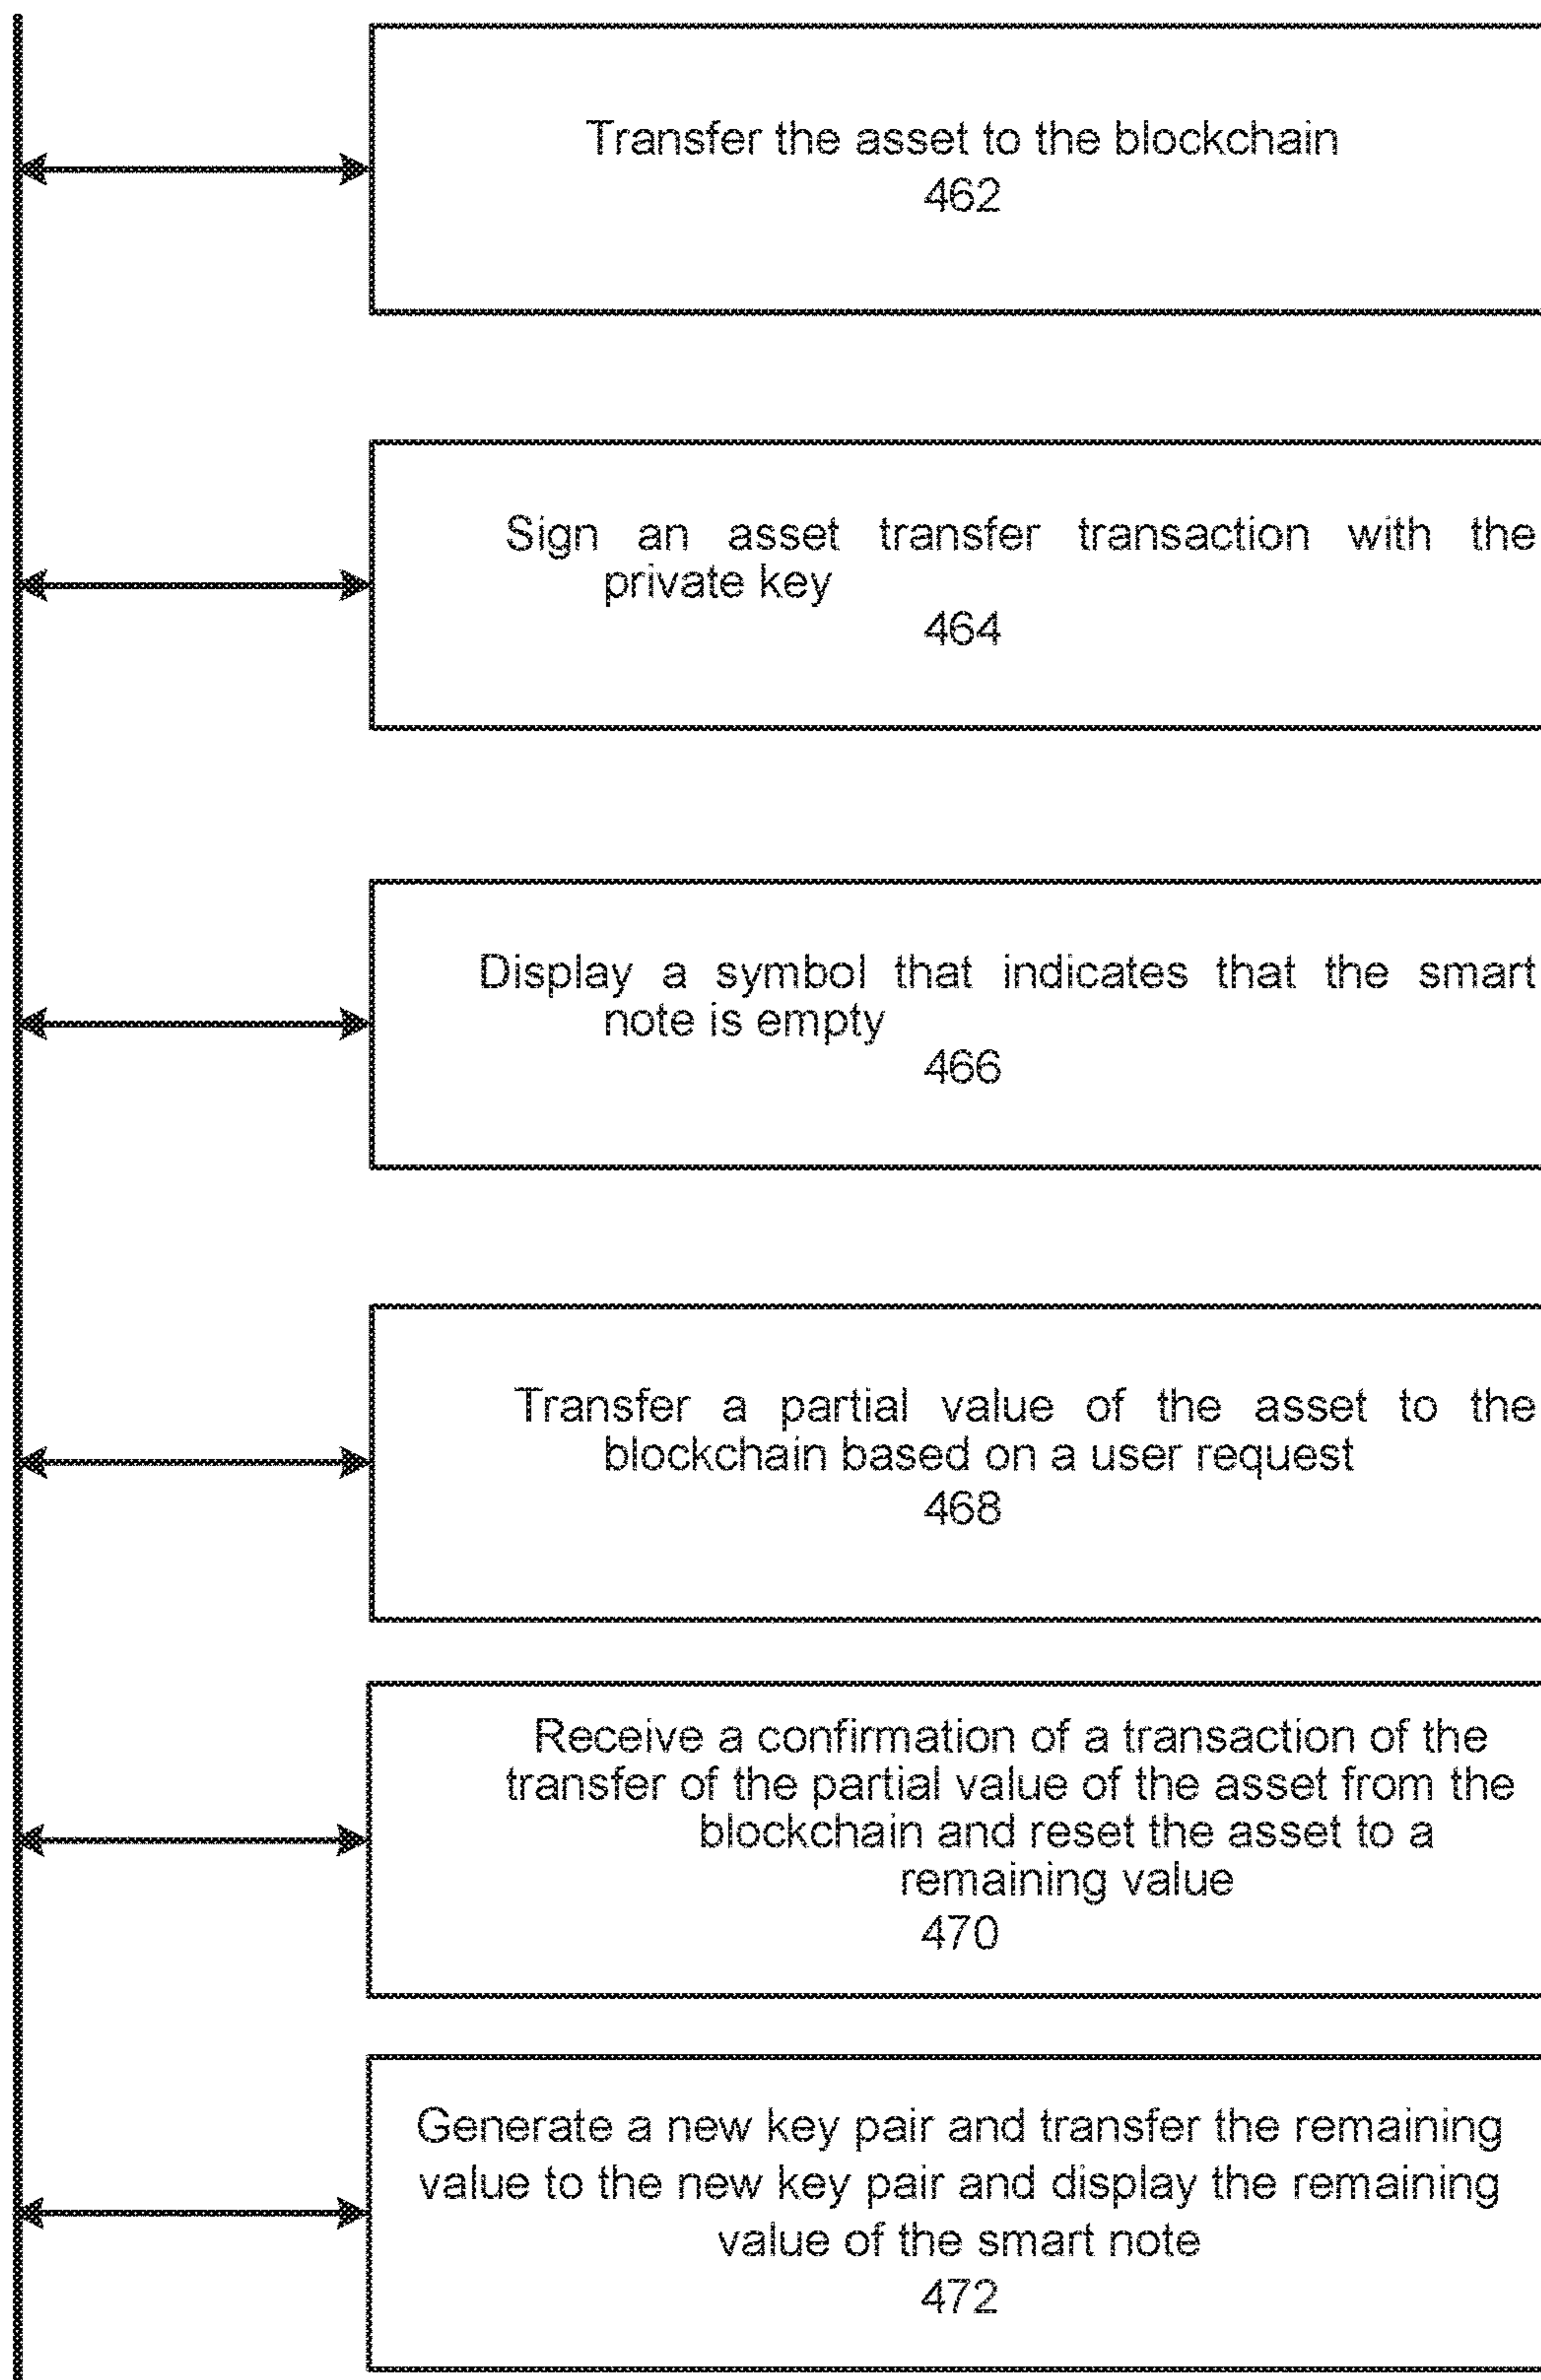 Transfer the asset to the blockchain
462
Sign an asset transfer transaction with the
private key
464
Display a symbol that indicates that the smart
note is empty
466
Transfer a partial value of the asset to the
blockchain based on a user request
468
Receive a confirmation of a transaction of the
transfer of the partial value of the asset from the
blockchain and reset the asset to a
remaining value
470
Generate a new key pair and transfer the remaining
value to the new key pair and display the remaining
value of the smart note
472